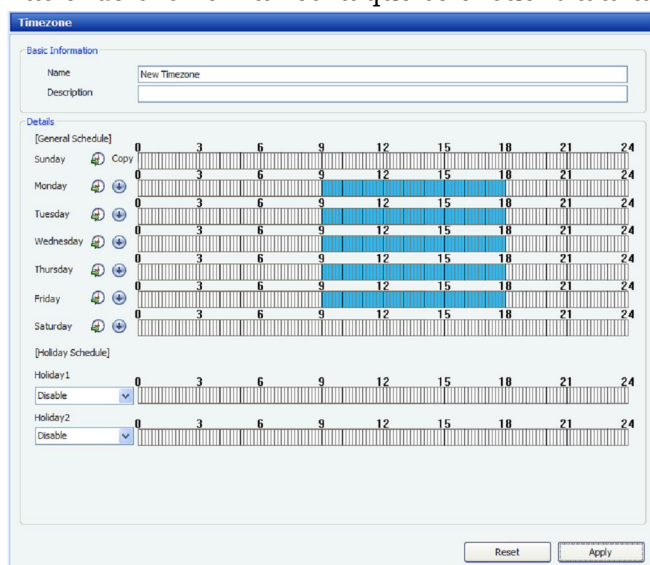 Timezone
Basic Information
Name New Timezone
Description
Details
[General Schedule]
0 3 6 9 12 15 18 21 24
Sunday Copy
0 3 6 9 12 15 18 21 24
Monday
0 3 6 9 12 15 18 21 24
Tuesday
0 3 6 9 12 15 18 21 24
Wednesday
0 3 6 9 12 15 18 21 24
Thursday
0 3 6 9 12 15 18 21 24
Friday
0 3 6 9 12 15 18 21 24
Saturday
[Holiday Schedule]
Holiday1
0 3 6 9 12 15 18 21 24
Disable
Holiday2
0 3 6 9 12 15 18 21 24
Disable
Reset Apply